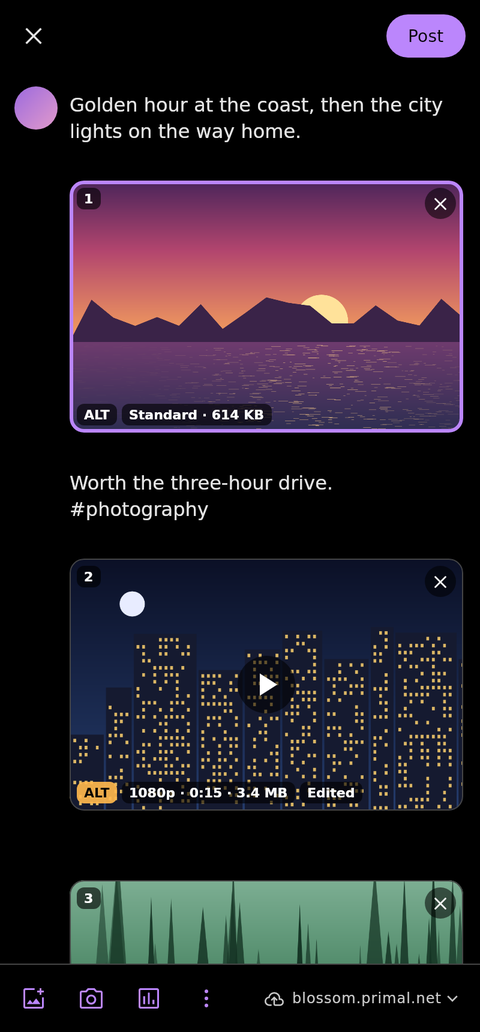 Post
Golden hour at the coast, then the city
lights on the way home.
1
ALT Standard · 614 KB
Worth the three-hour drive.
#photography
2
ALT 1080p · 0:15 · 3.4 MB Edited
3
blossom.primal.net